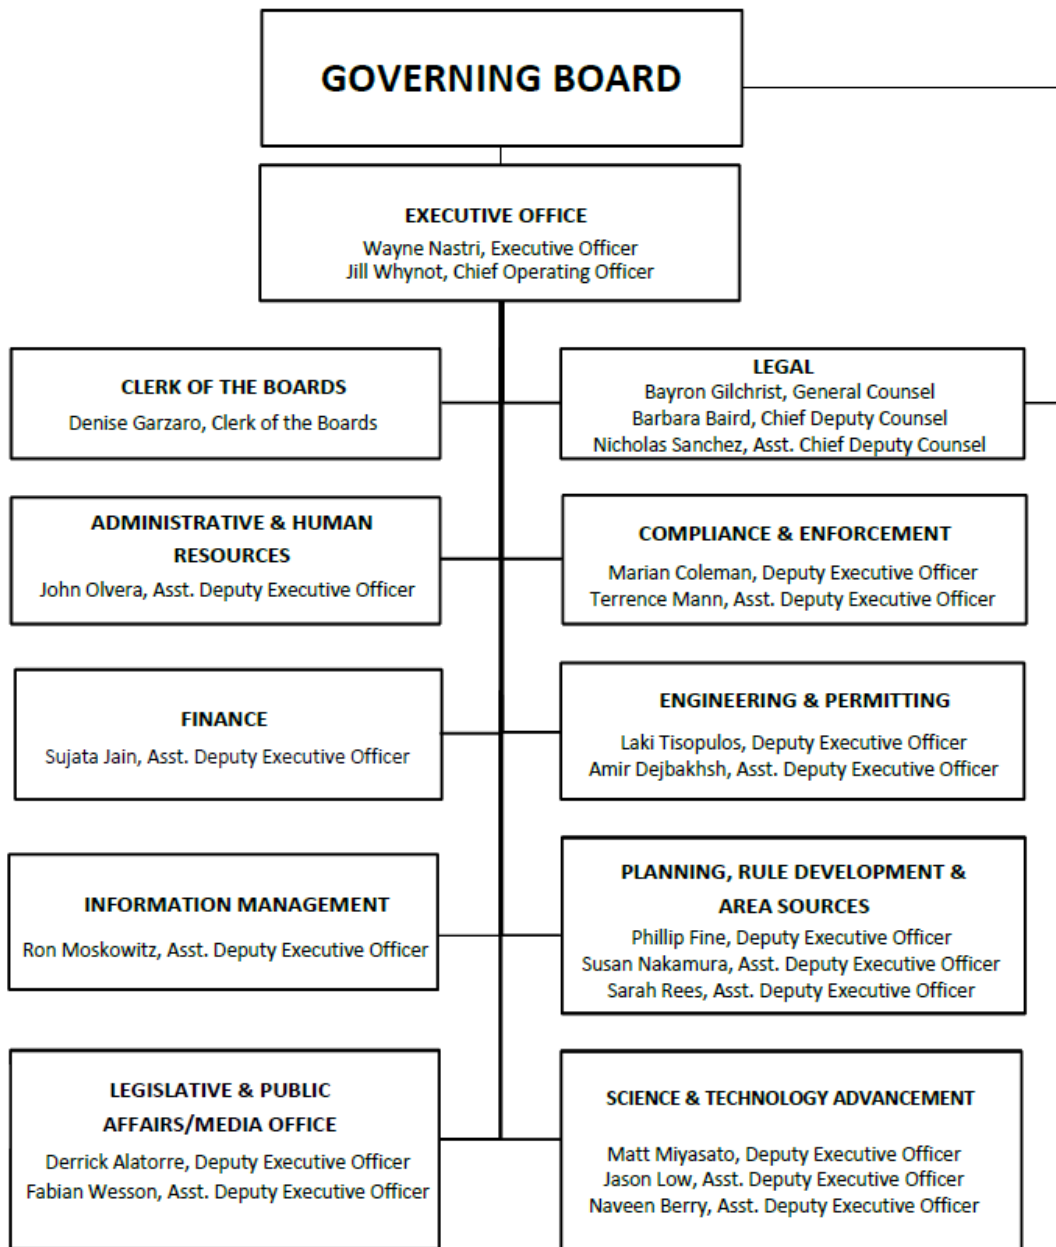 GOVERNING BOARD
EXECUTIVE OFFICE
Wayne Nastri, Executive Officer
Jill Whynot, Chief Operating Officer
CLERK OF THE BOARDS
Denise Garzaro, Clerk of the Boards
LEGAL
Bayron Gilchrist, General Counsel
Barbara Baird, Chief Deputy Counsel
Nicholas Sanchez, Asst. Chief Deputy Counsel
ADMINISTRATIVE & HUMAN
RESOURCES
John Olvera, Asst. Deputy Executive Officer
COMPLIANCE & ENFORCEMENT
Marian Coleman, Deputy Executive Officer
Terrence Mann, Asst. Deputy Executive Officer
FINANCE
Sujata Jain, Asst. Deputy Executive Officer
ENGINEERING & PERMITTING
Laki Tisopulos, Deputy Executive Officer
Amir Dejbakhsh, Asst. Deputy Executive Officer
INFORMATION MANAGEMENT
Ron Moskowitz, Asst. Deputy Executive Officer
PLANNING, RULE DEVELOPMENT &
AREA SOURCES
Phillip Fine, Deputy Executive Officer
Susan Nakamura, Asst. Deputy Executive Officer
Sarah Rees, Asst. Deputy Executive Officer
LEGISLATIVE & PUBLIC
AFFAIRS/MEDIA OFFICE
Derrick Alatorre, Deputy Executive Officer
Fabian Wesson, Asst. Deputy Executive Officer
SCIENCE & TECHNOLOGY ADVANCEMENT
Matt Miyasato, Deputy Executive Officer
Jason Low, Asst. Deputy Executive Officer
Naveen Berry, Asst. Deputy Executive Officer